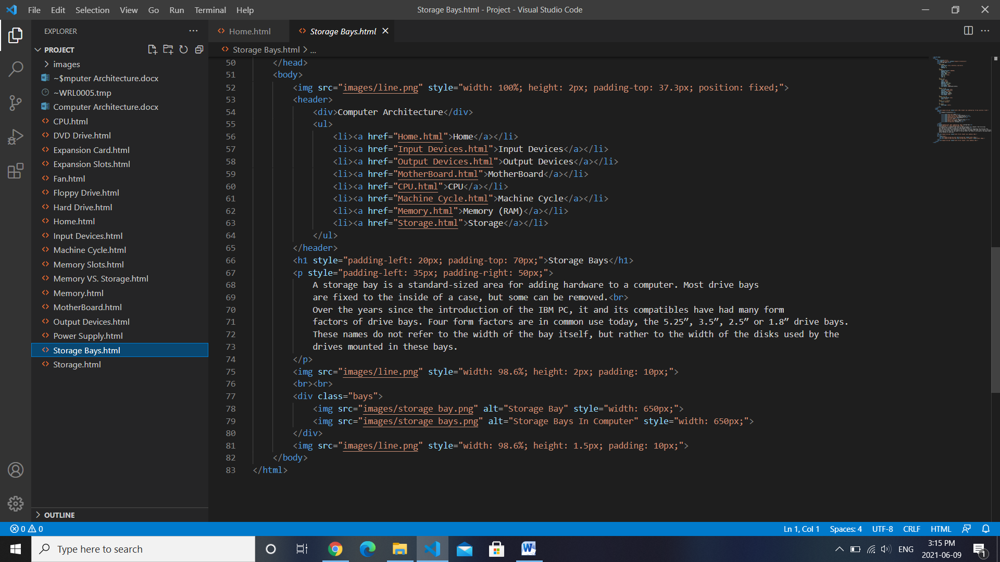 File Edit Selection View Go Run Terminal Help
Storage Bays.html - Project - Visual Studio Code
EXPLORER
PROJECT
images
~$mputer Architecture.docx
~WRL0005.tmp
Computer Architecture.docx
CPU.html
DVD Drive.html
Expansion Card.html
Expansion Slots.html
Fan.html
Floppy Drive.html
Hard Drive.html
Home.html
Input Devices.html
Machine Cycle.html
Memory Slots.html
Memory VS. Storage.html
Memory.html
MotherBoard.html
Output Devices.html
Power Supply.html
Storage Bays.html
Storage.html
OUTLINE
Home.html
Storage Bays.html
Storage Bays.html > ...
50 </head>
51 <body>
52 <img src="images/line.png" style="width: 100%; height: 2px; padding-top: 37.3px; position: fixed;">
53 <header>
54 <div>Computer Architecture</div>
55 <ul>
56 <li><a href="Home.html">Home</a></li>
57 <li><a href="Input Devices.html">Input Devices</a></li>
58 <li><a href="Output Devices.html">Output Devices</a></li>
59 <li><a href="MotherBoard.html">MotherBoard</a></li>
60 <li><a href="CPU.html">CPU</a></li>
61 <li><a href="Machine Cycle.html">Machine Cycle</a></li>
62 <li><a href="Memory.html">Memory (RAM)</a></li>
63 <li><a href="Storage.html">Storage</a></li>
64 </ul>
65 </header>
66 <h1 style="padding-left: 20px; padding-top: 70px;">Storage Bays</h1>
67 <p style="padding-left: 35px; padding-right: 50px;">
68 A storage bay is a standard-sized area for adding hardware to a computer. Most drive bays
69 are fixed to the inside of a case, but some can be removed.<br>
70 Over the years since the introduction of the IBM PC, it and its compatibles have had many form
71 factors of drive bays. Four form factors are in common use today, the 5.25”, 3.5”, 2.5” or 1.8” drive bays.
72 These names do not refer to the width of the bay itself, but rather to the width of the disks used by the
73 drives mounted in these bays.
74 </p>
75 <img src="images/line.png" style="width: 98.6%; height: 2px; padding: 10px;">
76 <br><br>
77 <div class="bays">
78 <img src="images/storage bay.png" alt="Storage Bay" style="width: 650px;">
79 <img src="images/storage bays.png" alt="Storage Bays In Computer" style="width: 650px;">
80 </div>
81 <img src="images/line.png" style="width: 98.6%; height: 1.5px; padding: 10px;">
82 </body>
83 </html>
0 0
Ln 1, Col 1 Spaces: 4 UTF-8 CRLF HTML
Type here to search
ENG
3:15 PM
2021-06-09
1